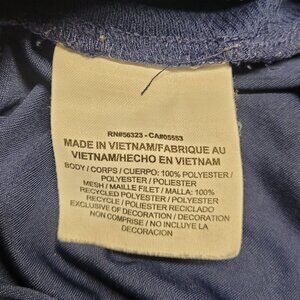 RN#56323 - CA#05553
MADE IN VIETNAM/FABRIQUE AU
VIETNAM/HECHO EN VIETNAM
BODY / CORPS / CUERPO: 100% POLYESTER /
POLYESTER / POLIESTER
MESH / MAILLE FILET / MALLA: 100%
RECYCLED POLYESTER / POLYESTER
RECYCLE / POLYESTER RECICLADO
EXCLUSIVE OF DECORATION / DECORATION
NON COMPRISE / NO INCLUYE LA
DECORACION